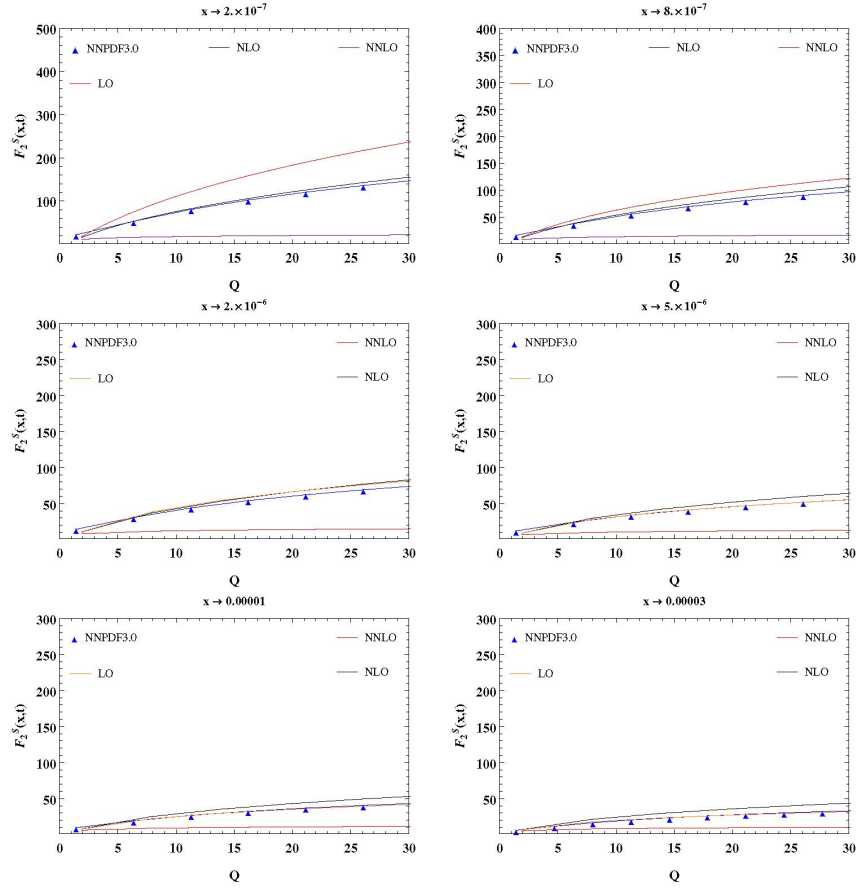 x → 2.×10⁻⁷
500
400
300
200
100
NNPDF3.0 NLO NNLO
LO
F₂ˢ(x,t)
0 5 10 15 20 25 30
Q
x → 8.×10⁻⁷
400
350
300
250
200
150
100
50
NNPDF3.0 NLO NNLO
LO
F₂ˢ(x,t)
0 5 10 15 20 25 30
Q
x → 2.×10⁻⁶
300
250
200
150
100
50
NNPDF3.0 NNLO
LO NLO
F₂ˢ(x,t)
0 5 10 15 20 25 30
Q
x → 5.×10⁻⁶
300
250
200
150
100
50
NNPDF3.0 NNLO
LO NLO
F₂ˢ(x,t)
0 5 10 15 20 25 30
Q
x → 0.00001
300
250
200
150
100
50
NNPDF3.0 NNLO
LO NLO
F₂ˢ(x,t)
0 5 10 15 20 25 30
Q
x → 0.00003
300
250
200
150
100
50
NNPDF3.0 NNLO
LO NLO
F₂ˢ(x,t)
0 5 10 15 20 25 30
Q